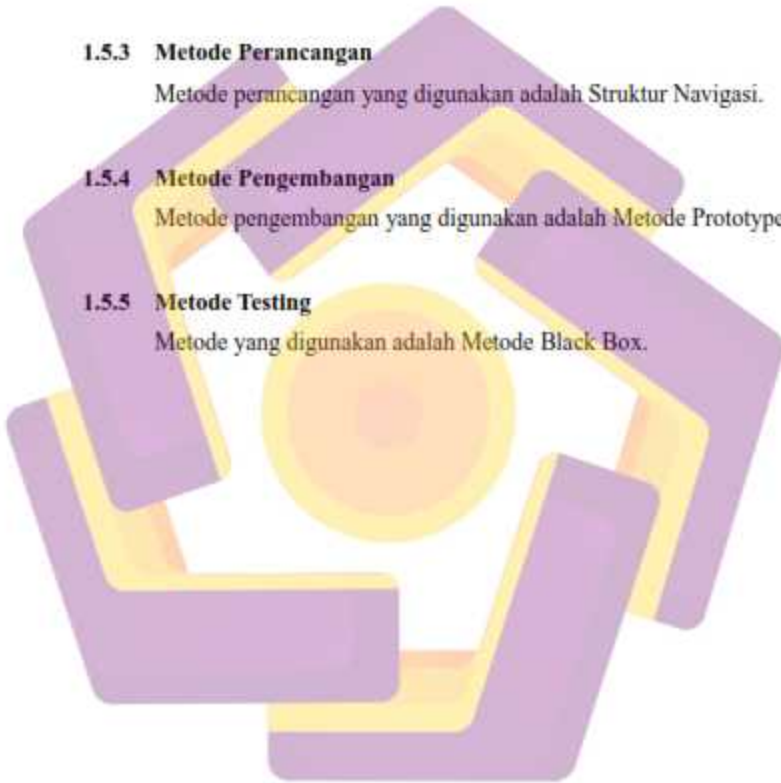 1.5.3 Metode Perancangan
Metode perancangan yang digunakan adalah Struktur Navigasi.
1.5.4 Metode Pengembangan
Metode pengembangan yang digunakan adalah Metode Prototype
1.5.5 Metode Testing
Metode yang digunakan adalah Metode Black Box.